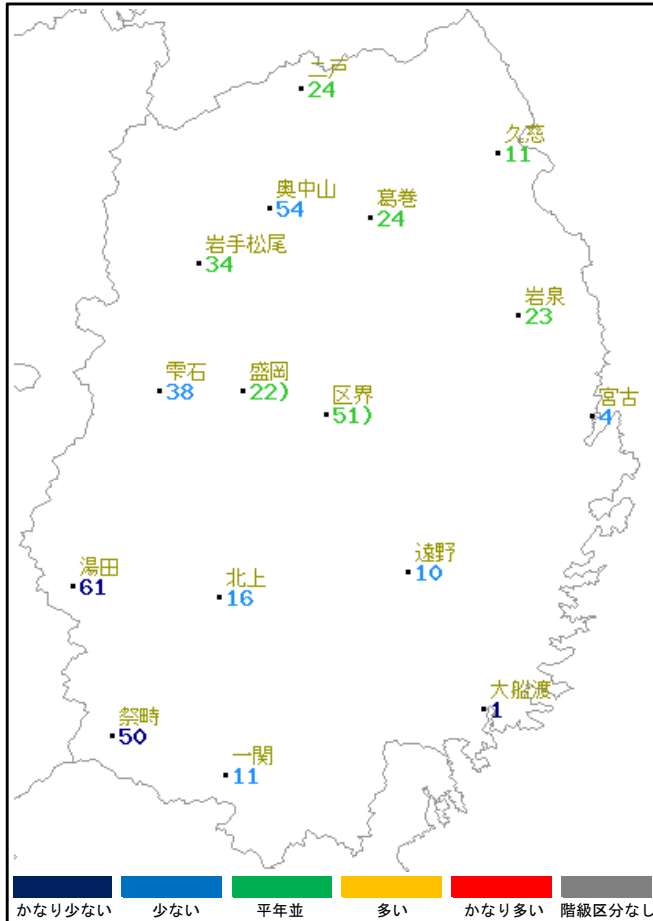 二戸
24
久慈
11
奥中山
54
葛巻
24
岩手松尾
34
岩泉
23
雫石
38
盛岡
22)
区界
51)
宮古
4
湯田
61
北上
16
遠野
10
大船渡
1
祭畤
50
一関
11
かなり少ない 少ない 平年並 多い かなり多い 階級区分なし